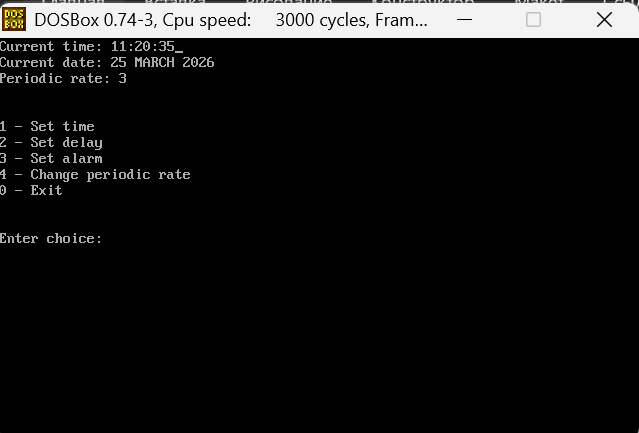 DOS
BOX
DOSBox 0.74-3, Cpu speed: 3000 cycles, Fram...
Current time: 11:20:35_
Current date: 25 MARCH 2026
Periodic rate: 3
1 - Set time
2 - Set delay
3 - Set alarm
4 - Change periodic rate
0 - Exit
Enter choice: